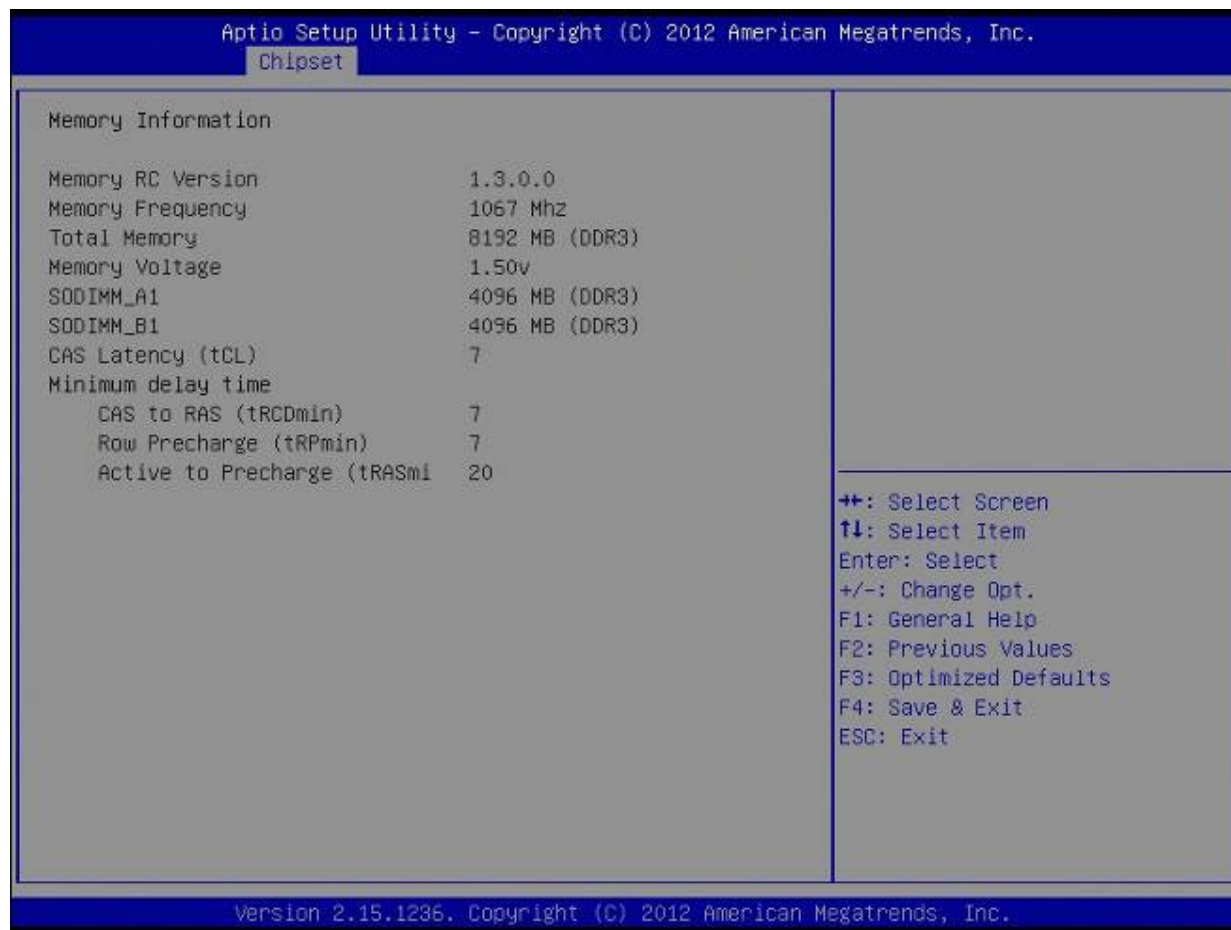 Aptio Setup Utility – Copyright (C) 2012 American Megatrends, Inc.
Chipset
Memory Information
Memory RC Version 1.3.0.0
Memory Frequency 1067 Mhz
Total Memory 8192 MB (DDR3)
Memory Voltage 1.50v
SODIMM_A1 4096 MB (DDR3)
SODIMM_B1 4096 MB (DDR3)
CAS Latency (tCL) 7
Minimum delay time
CAS to RAS (tRCDmin) 7
Row Precharge (tRPmin) 7
Active to Precharge (tRASmi 20
→←: Select Screen
↑↓: Select Item
Enter: Select
+/-: Change Opt.
F1: General Help
F2: Previous Values
F3: Optimized Defaults
F4: Save & Exit
ESC: Exit
Version 2.15.1236. Copyright (C) 2012 American Megatrends, Inc.